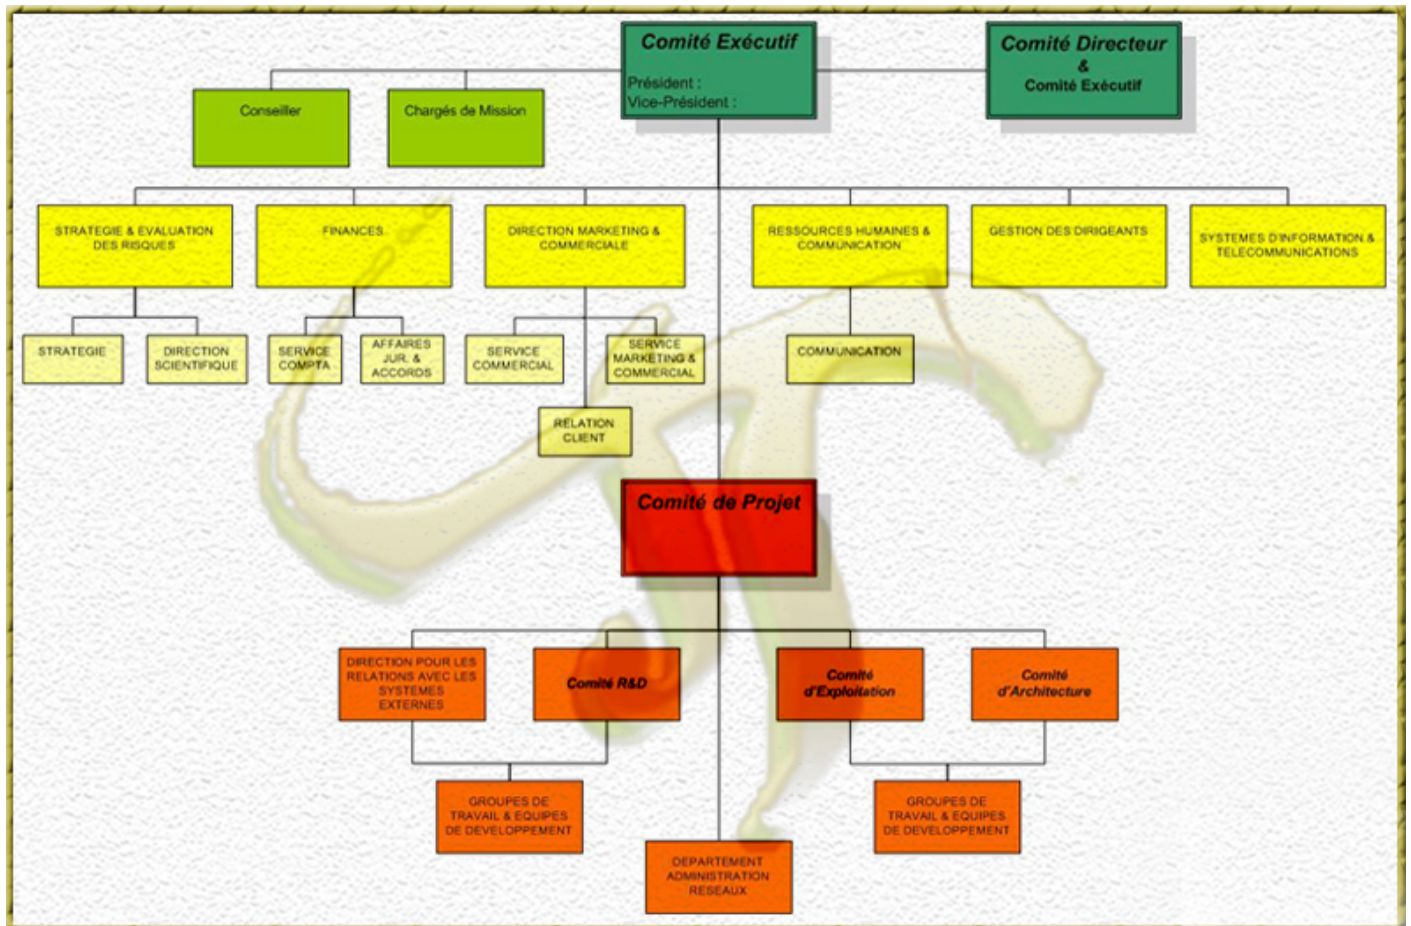 Comité Exécutif
Président :
Vice-Président :
Comité Directeur
&
Comité Exécutif
Conseiller
Chargés de Mission
STRATEGIE & EVALUATION
DES RISQUES
FINANCES
DIRECTION MARKETING &
COMMERCIALE
RESSOURCES HUMAINES &
COMMUNICATION
GESTION DES DIRIGEANTS
SYSTEMES D'INFORMATION &
TELECOMMUNICATIONS
STRATEGIE
DIRECTION
SCIENTIFIQUE
SERVICE
COMPTA
AFFAIRES
JUR. &
ACCORDS
SERVICE
COMMERCIAL
SERVICE
MARKETING &
COMMERCIAL
COMMUNICATION
RELATION
CLIENT
Comité de Projet
DIRECTION POUR LES
RELATIONS AVEC LES
SYSTEMES
EXTERNES
Comité R&D
Comité
d'Exploitation
Comité
d'Architecture
GROUPES DE
TRAVAIL & EQUIPES
DE DEVELOPPEMENT
GROUPES DE
TRAVAIL & EQUIPES
DE DEVELOPPEMENT
DEPARTEMENT
ADMINISTRATION
RESEAUX